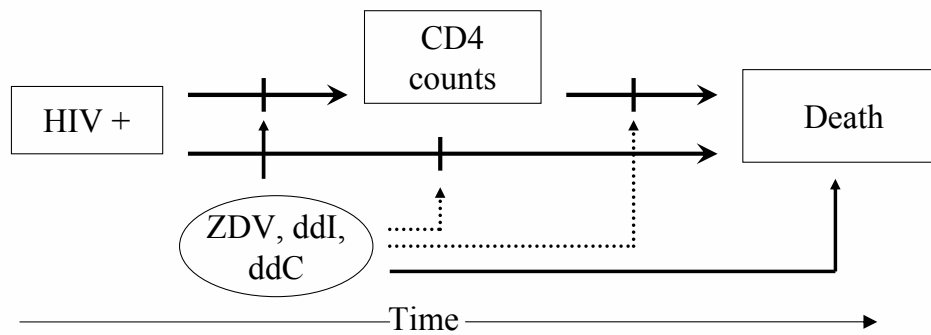 CD4
counts
HIV +
Death
ZDV, ddI,
ddC
Time